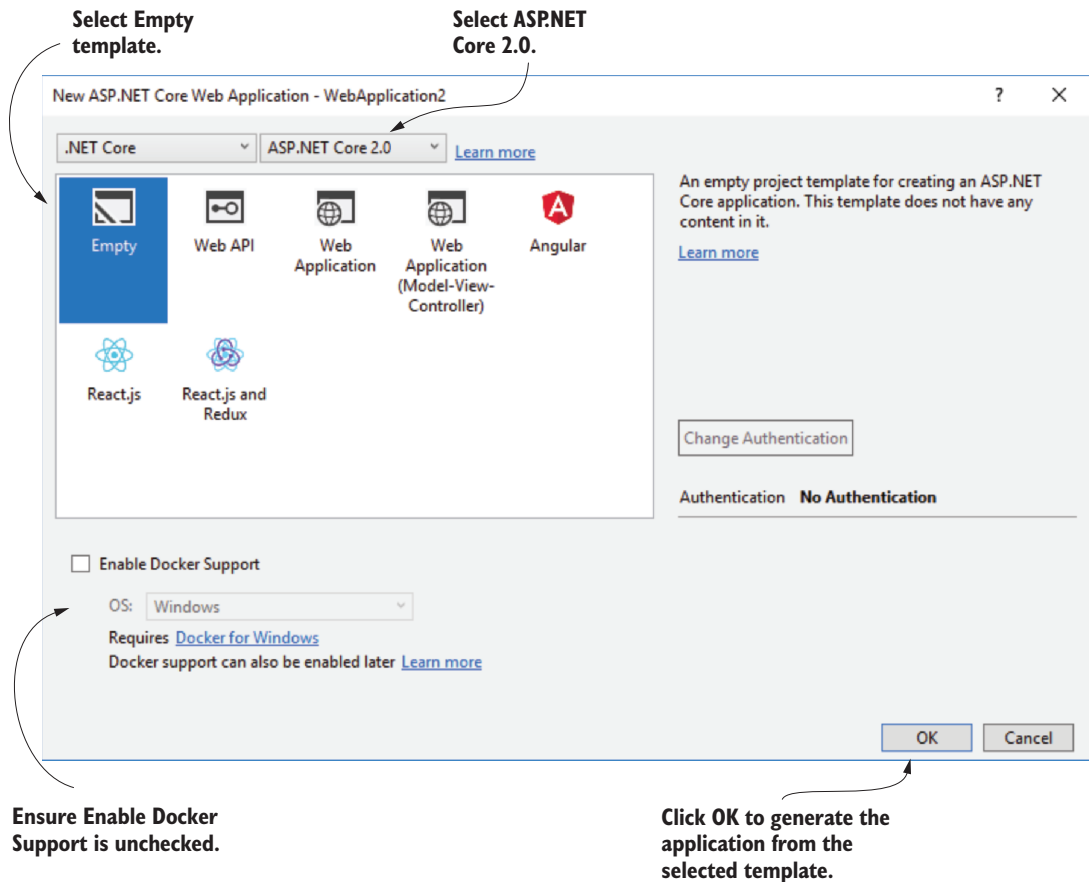 Select Empty
template.
Select ASP.NET
Core 2.0.
New ASP.NET Core Web Application - WebApplication2
?
.NET Core
ASP.NET Core 2.0
Learn more
Empty
Web API
Web
Application
Web
Application
(Model-View-
Controller)
Angular
React.js
React.js and
Redux
An empty project template for creating an ASP.NET
Core application. This template does not have any
content in it.
Learn more
Change Authentication
Authentication No Authentication
Enable Docker Support
OS: Windows
Requires Docker for Windows
Docker support can also be enabled later Learn more
OK
Cancel
Ensure Enable Docker
Support is unchecked.
Click OK to generate the
application from the
selected template.